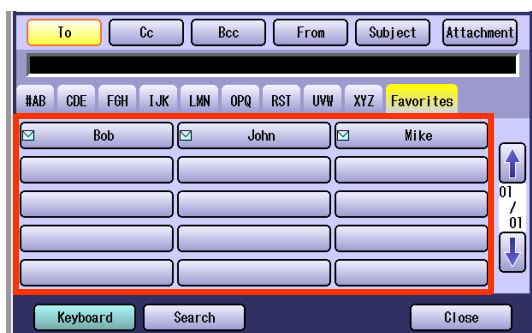 To Cc Bcc From Subject Attachment
#AB CDE FGH IJK LMN OPQ RST UVW XYZ Favorites
Bob John Mike
01
/
01
Keyboard Search Close